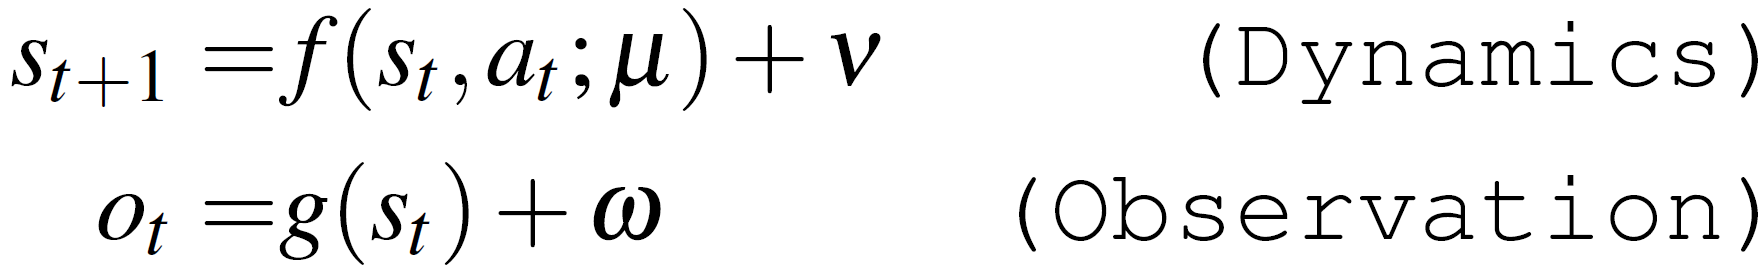 s_{t+1} = f(s_t, a_t; μ) + ν (Dynamics)
o_t = g(s_t) + ω (Observation)